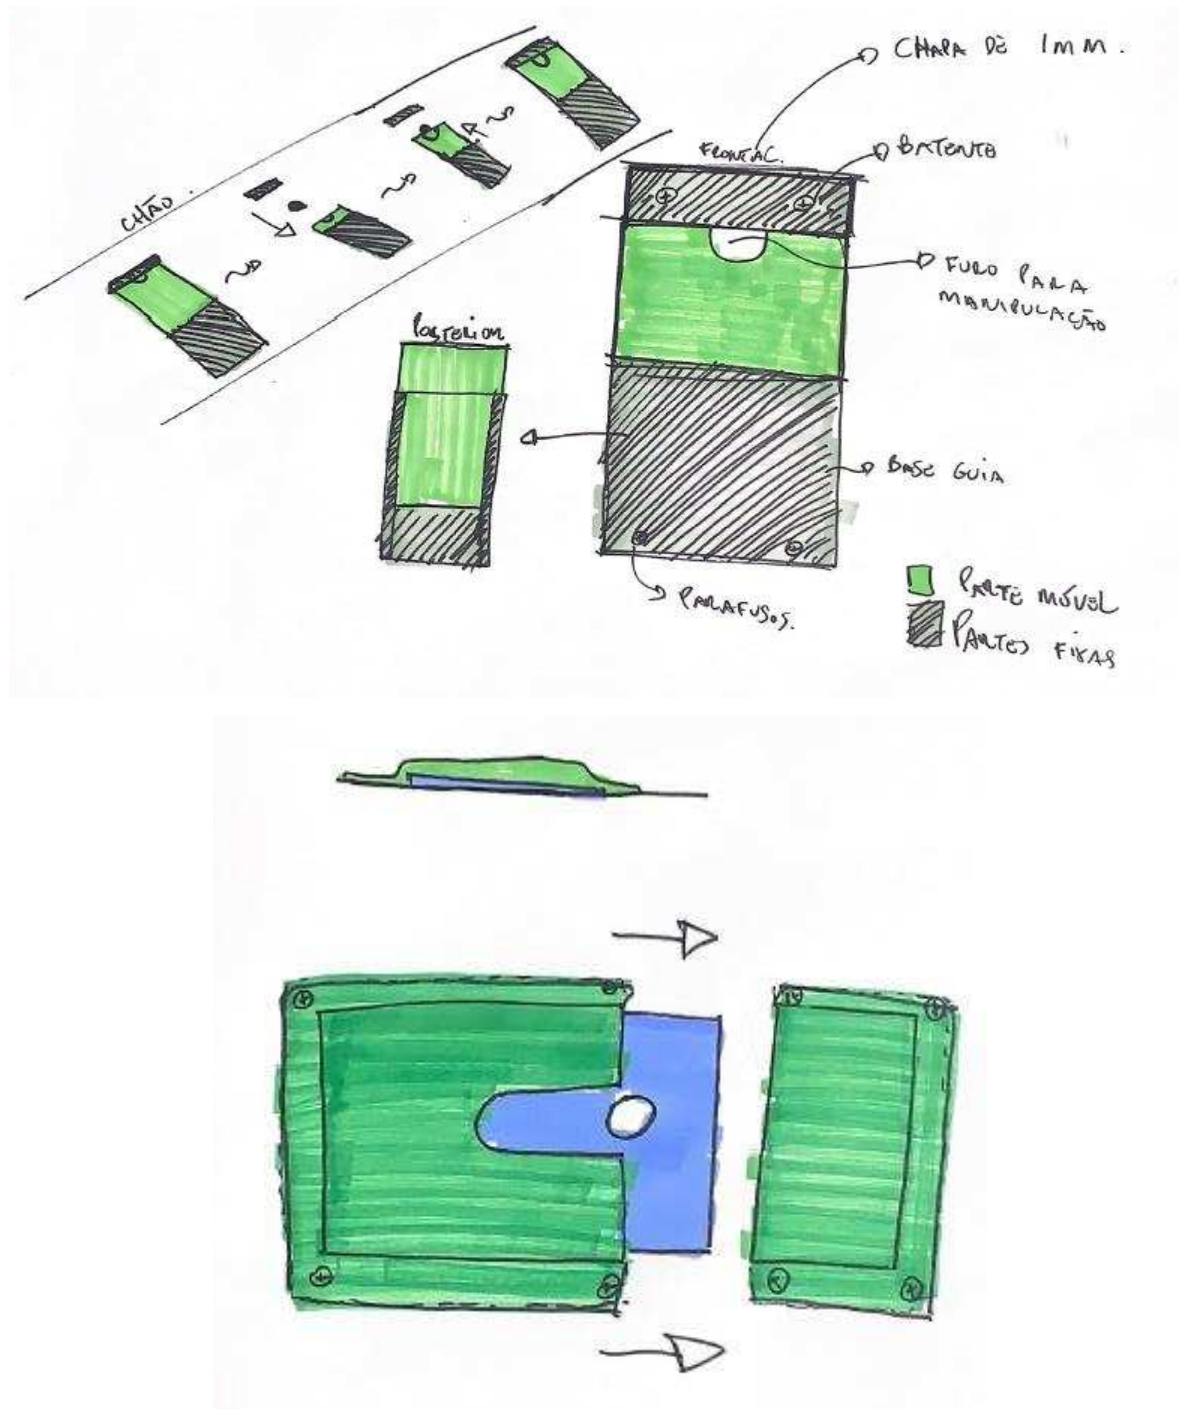 CHAPA DE 1MM.
FRONTAL.
BATENTE
CHÃO.
FURO PARA
MANIPULAÇÃO
POSTERIOR
BASE GUIA
PARAFUSOS.
PARTE MÓVEL
PARTES FIXAS